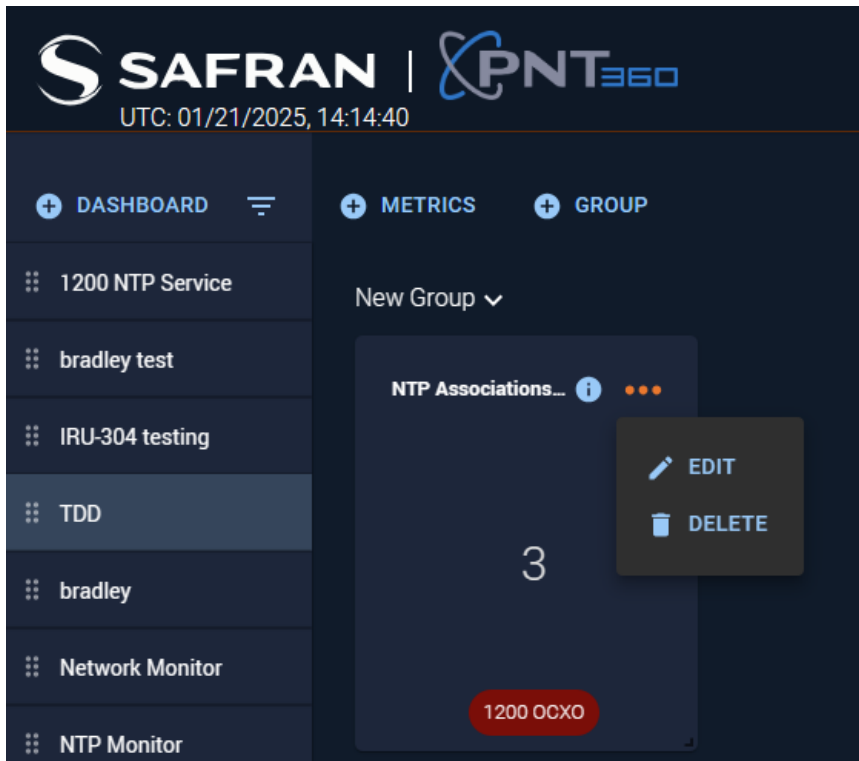 SAFRAN | PNT360
UTC: 01/21/2025, 14:14:40
DASHBOARD
METRICS
GROUP
1200 NTP Service
bradley test
IRU-304 testing
TDD
bradley
Network Monitor
NTP Monitor
New Group
NTP Associations...
EDIT
DELETE
3
1200 OCXO